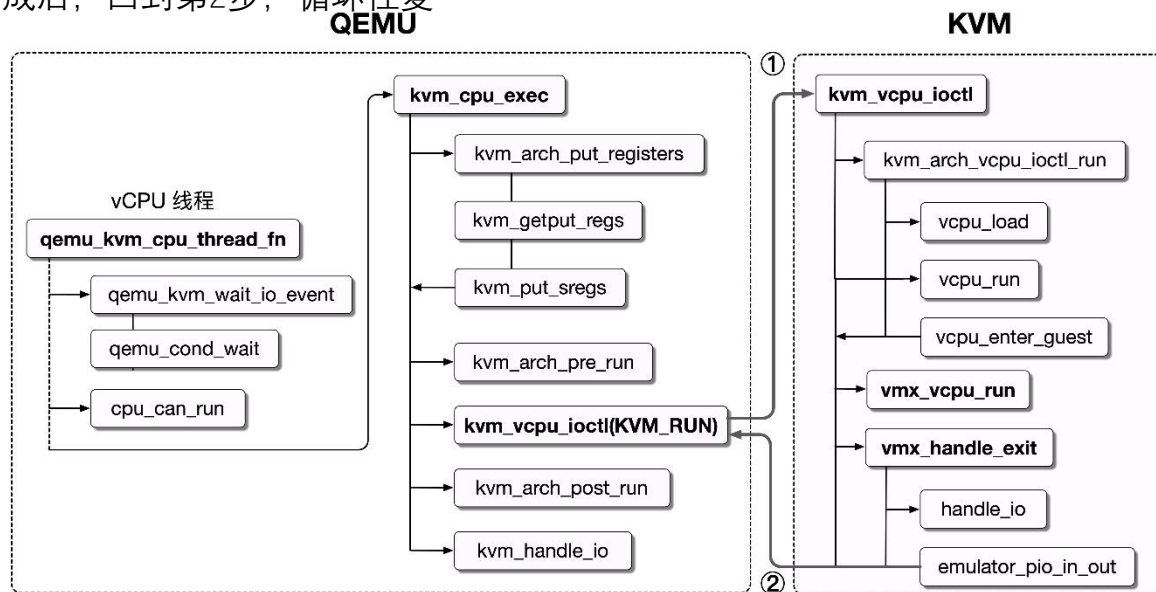 成后，回到第2步，循环往复
QEMU
KVM
①
kvm_cpu_exec
kvm_arch_put_registers
kvm_getput_regs
kvm_put_sregs
kvm_arch_pre_run
kvm_vcpu_ioctl(KVM_RUN)
kvm_arch_post_run
kvm_handle_io
vCPU 线程
qemu_kvm_cpu_thread_fn
qemu_kvm_wait_io_event
qemu_cond_wait
cpu_can_run
kvm_vcpu_ioctl
kvm_arch_vcpu_ioctl_run
vcpu_load
vcpu_run
vcpu_enter_guest
vmx_vcpu_run
vmx_handle_exit
handle_io
emulator_pio_in_out
②